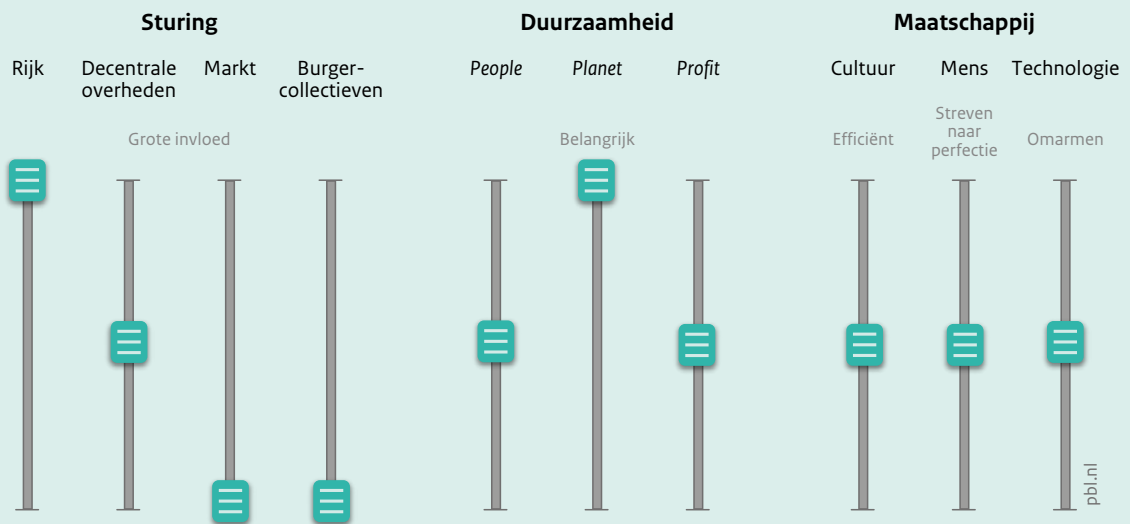 Sturing
Duurzaamheid
Maatschappij
Rijk
Decentrale
overheden
Markt
Burger-
collectieven
People
Planet
Profit
Cultuur
Mens
Technologie
Grote invloed
Belangrijk
Efficiënt
Streven
naar
perfectie
Omarmen
pbl.nl